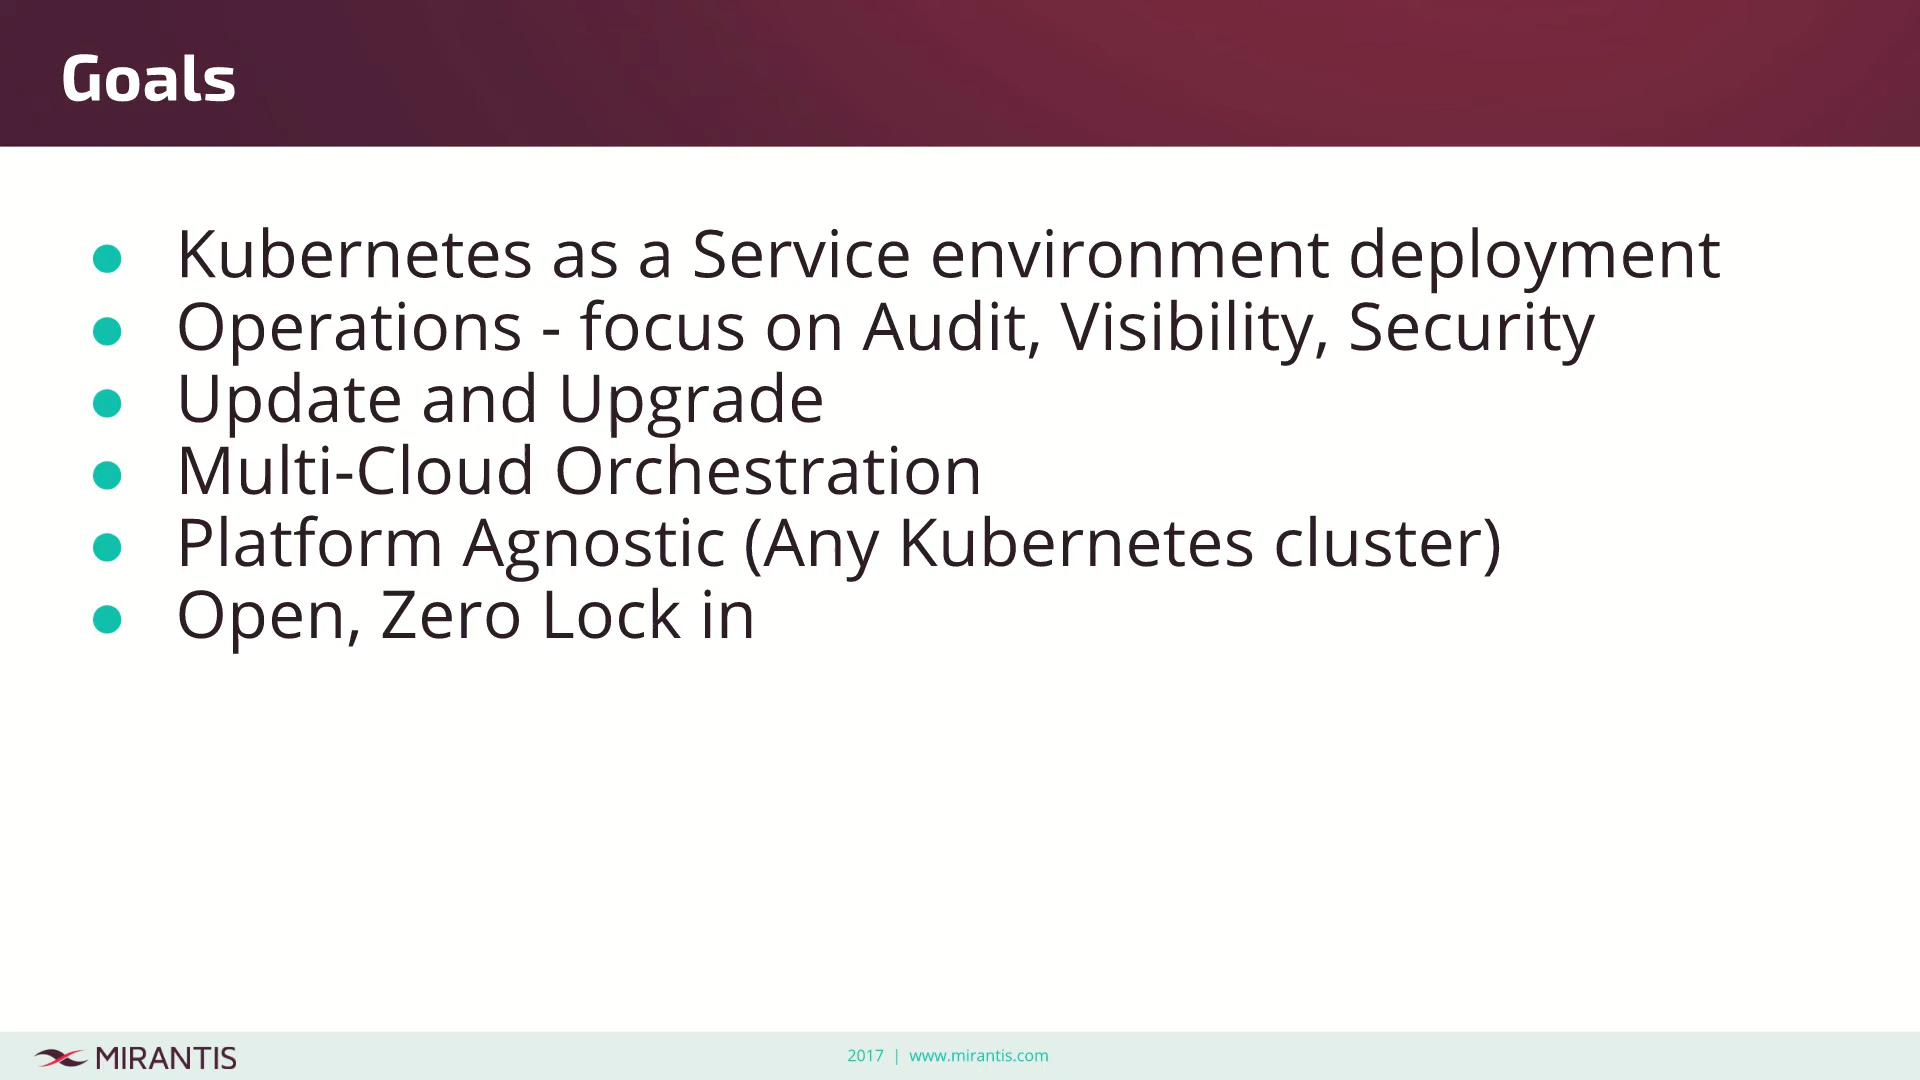 Goals
● Kubernetes as a Service environment deployment
● Operations - focus on Audit, Visibility, Security
● Update and Upgrade
● Multi-Cloud Orchestration
● Platform Agnostic (Any Kubernetes cluster)
● Open, Zero Lock in
MIRANTIS
2017 | www.mirantis.com